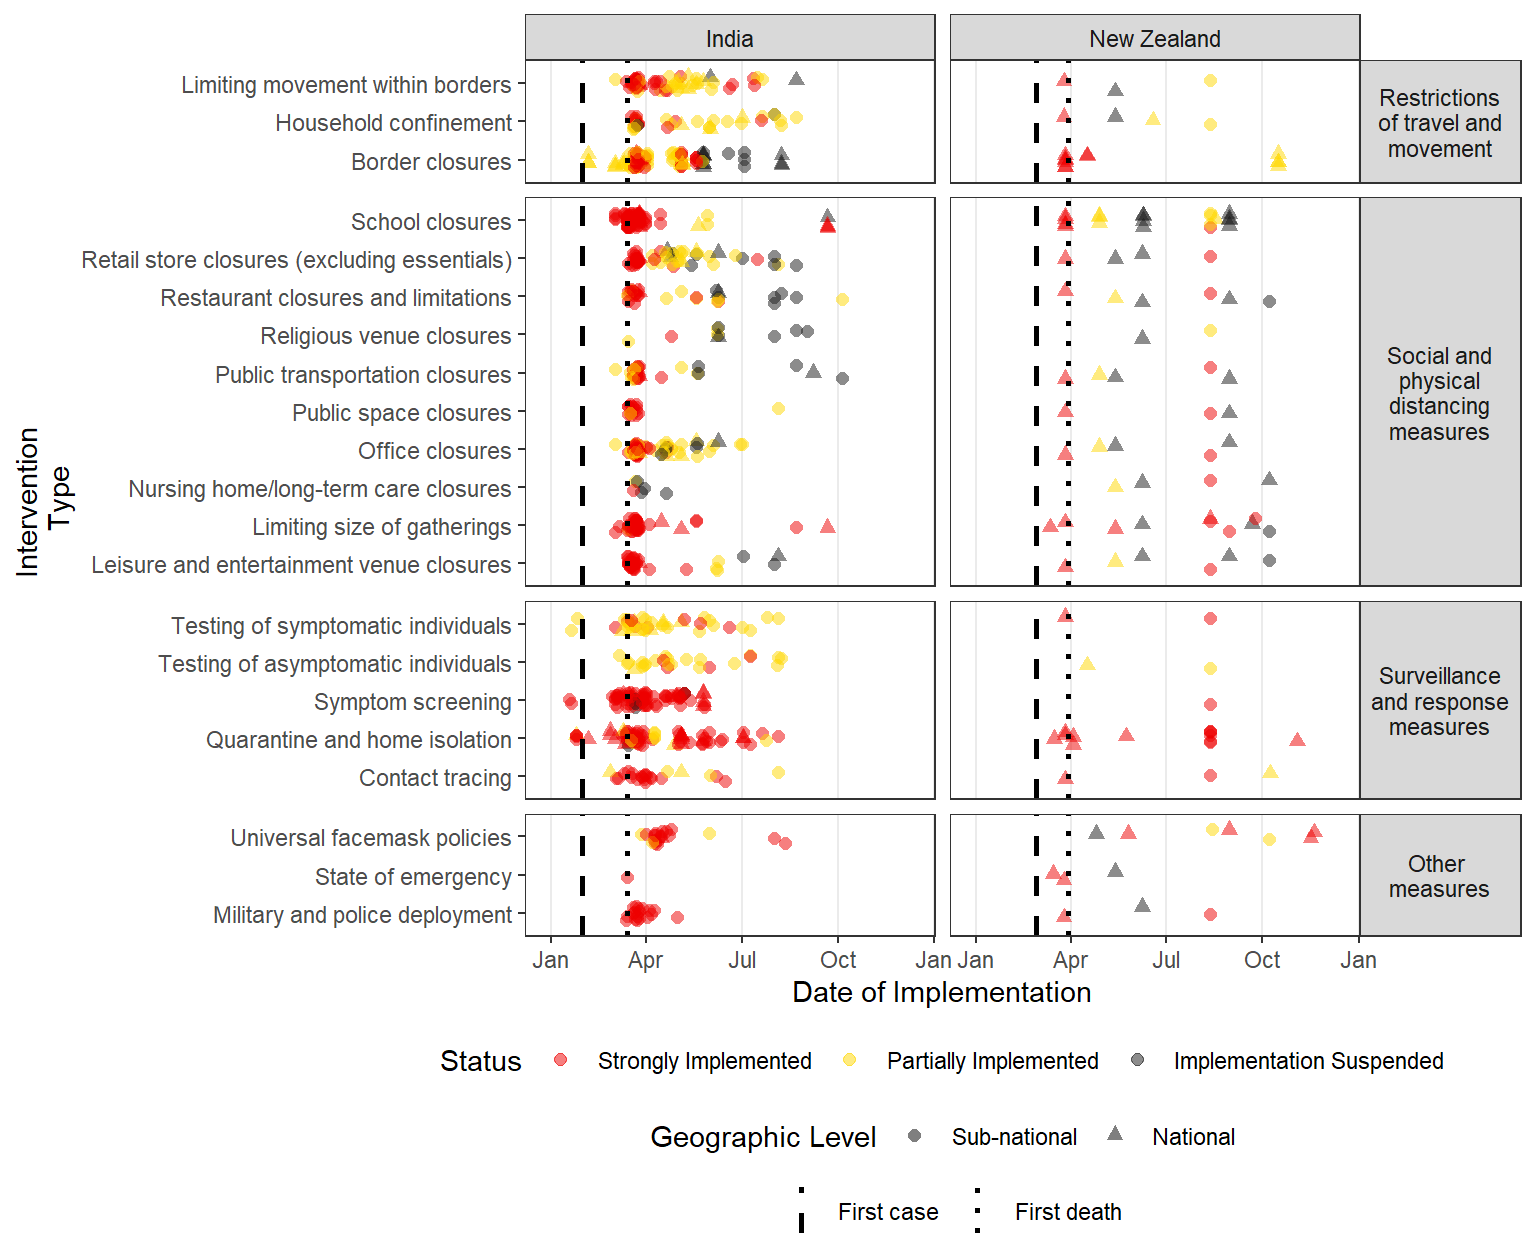 India
New Zealand
Limiting movement within borders
Household confinement
Border closures
Restrictions
of travel and
movement
School closures
Retail store closures (excluding essentials)
Restaurant closures and limitations
Religious venue closures
Public transportation closures
Public space closures
Office closures
Nursing home/long-term care closures
Limiting size of gatherings
Leisure and entertainment venue closures
Social and
physical
distancing
measures
Testing of symptomatic individuals
Testing of asymptomatic individuals
Symptom screening
Quarantine and home isolation
Contact tracing
Surveillance
and response
measures
Universal facemask policies
State of emergency
Military and police deployment
Other
measures
Intervention
Type
Jan Apr Jul Oct Jan
Jan Apr Jul Oct Jan
Date of Implementation
Status Strongly Implemented Partially Implemented Implementation Suspended
Geographic Level Sub-national National
First case First death